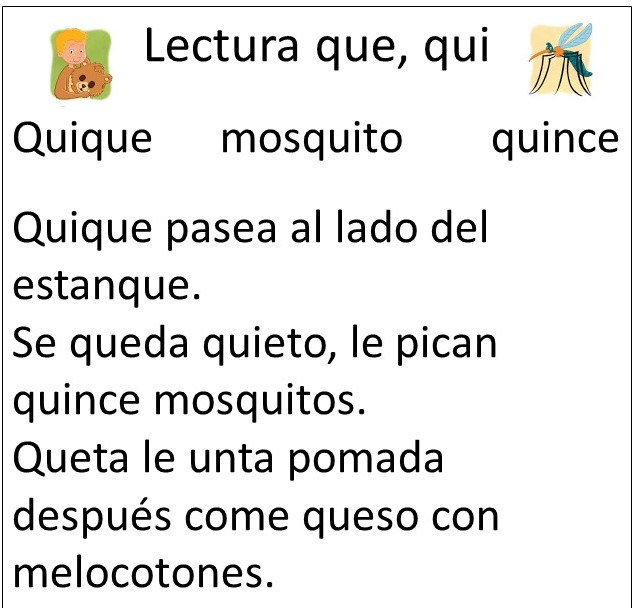 Lectura que, qui
Quique mosquito quince
Quique pasea al lado del
estanque.
Se queda quieto, le pican
quince mosquitos.
Queta le unta pomada
después come queso con
melocotones.